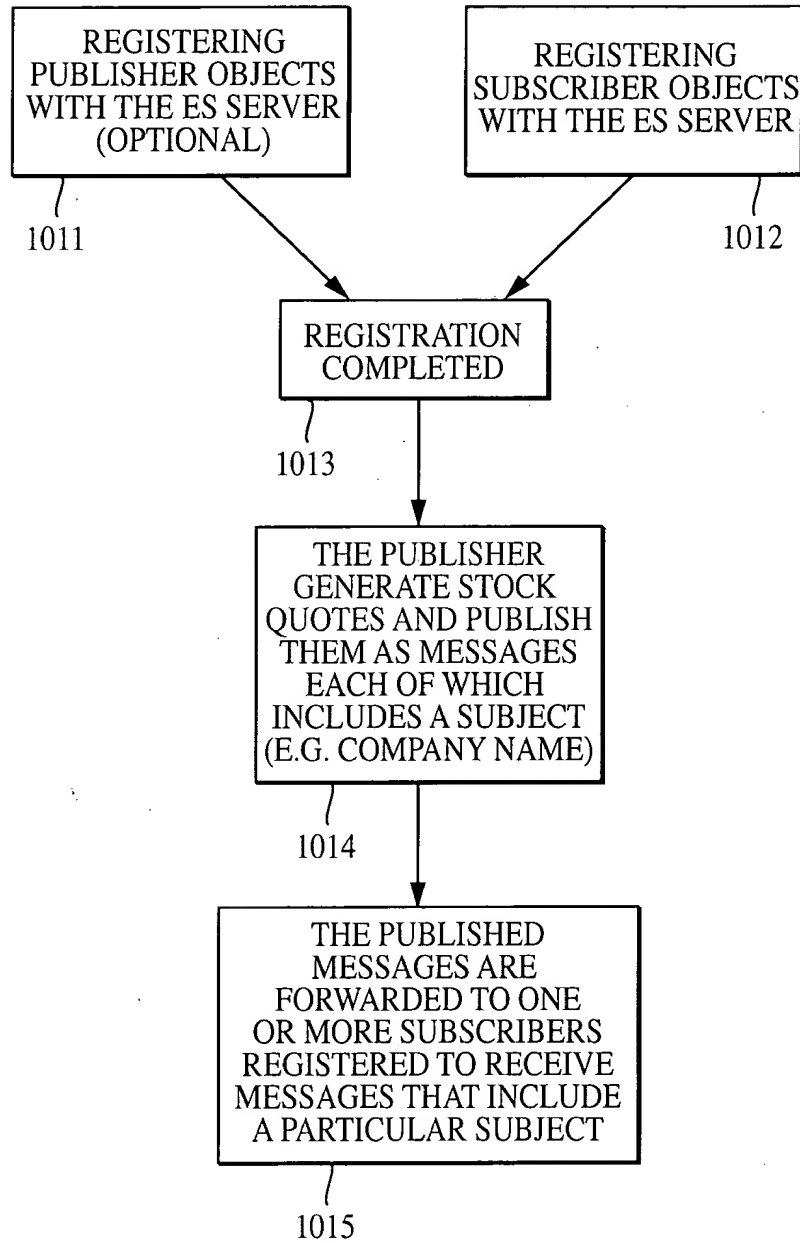 REGISTERING
PUBLISHER OBJECTS
WITH THE ES SERVER
(OPTIONAL)
1011
REGISTERING
SUBSCRIBER OBJECTS
WITH THE ES SERVER
1012
REGISTRATION
COMPLETED
1013
THE PUBLISHER
GENERATE STOCK
QUOTES AND PUBLISH
THEM AS MESSAGES
EACH OF WHICH
INCLUDES A SUBJECT
(E.G. COMPANY NAME)
1014
THE PUBLISHED
MESSAGES ARE
FORWARDED TO ONE
OR MORE SUBSCRIBERS
REGISTERED TO RECEIVE
MESSAGES THAT INCLUDE
A PARTICULAR SUBJECT
1015